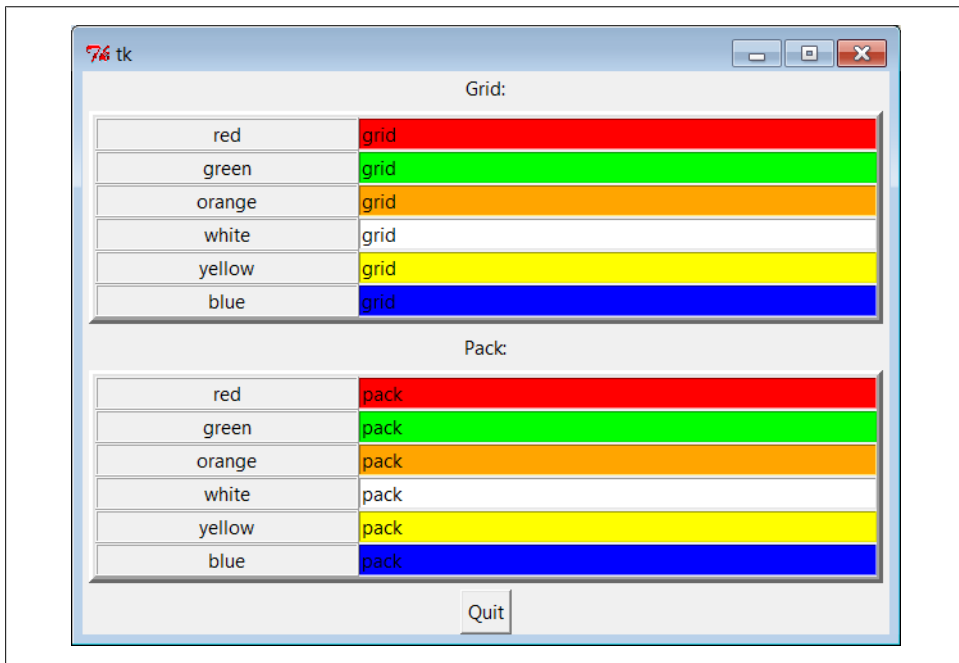 tk
Grid:
red grid
green grid
orange grid
white grid
yellow grid
blue grid
Pack:
red pack
green pack
orange pack
white pack
yellow pack
blue pack
Quit